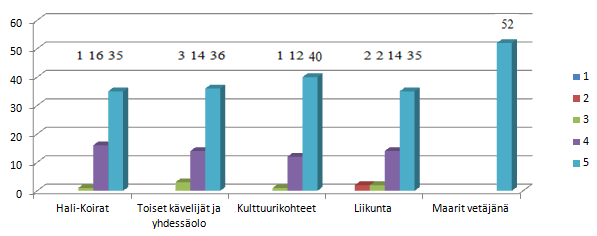 60
50
40
30
20
10
0
1 16 35
3 14 36
1 12 40
2 2 14 35
52
Hali-Koirat
Toiset kävelijät ja
yhdessäolo
Kulttuurikohteet
Liikunta
Maarit vetäjänä
1
2
3
4
5